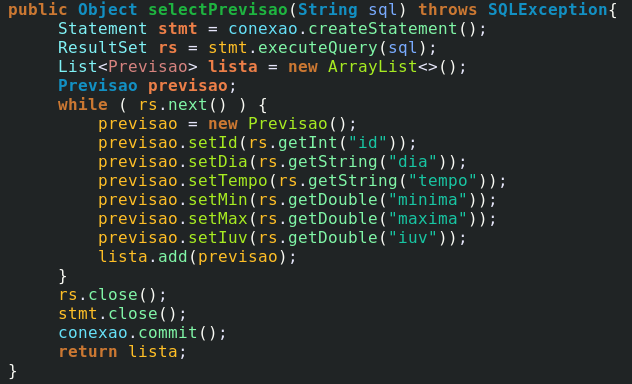 public Object selectPrevisao(String sql) throws SQLException{
     Statement stmt = conexao.createStatement();
     ResultSet rs = stmt.executeQuery(sql);
     List<Previsao> lista = new ArrayList<>();
     Previsao previsao;
     while ( rs.next() ) {
         previsao = new Previsao();
         previsao.setId(rs.getInt("id"));
         previsao.setDia(rs.getString("dia"));
         previsao.setTempo(rs.getString("tempo"));
         previsao.setMin(rs.getDouble("minima"));
         previsao.setMax(rs.getDouble("maxima"));
         previsao.setIuv(rs.getDouble("iuv"));
         lista.add(previsao);
     }
     rs.close();
     stmt.close();
     conexao.commit();
     return lista;
}